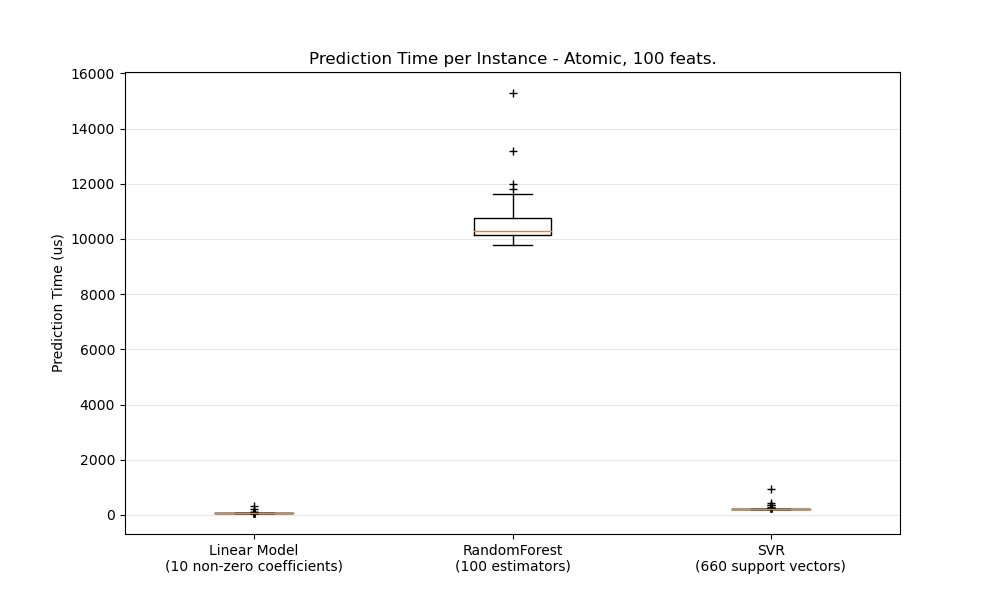 Prediction Time per Instance - Atomic, 100 feats.
Prediction Time (us)
16000
14000
12000
10000
8000
6000
4000
2000
0
Linear Model
(10 non-zero coefficients)
RandomForest
(100 estimators)
SVR
(660 support vectors)